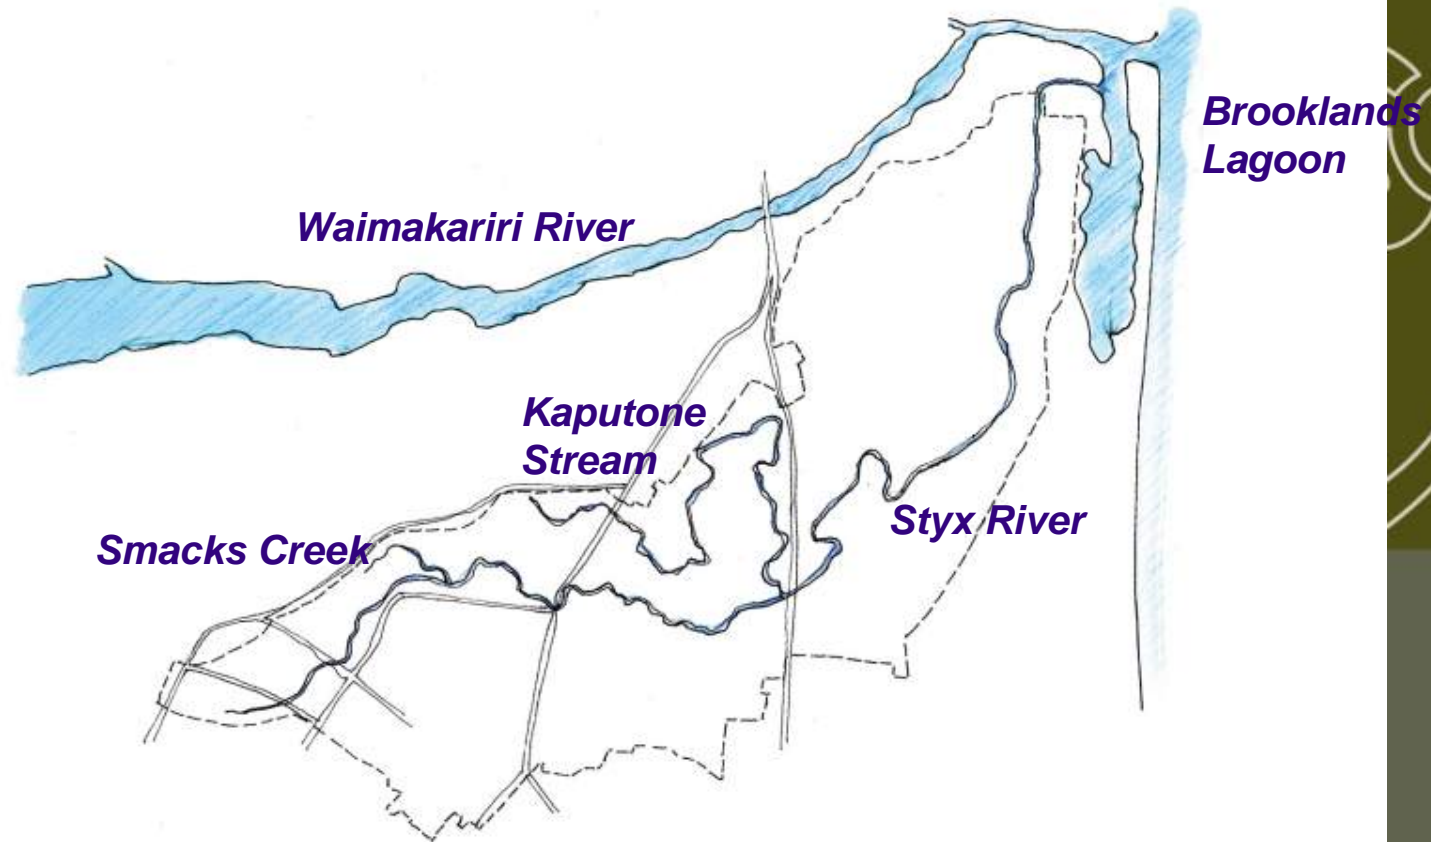 Brooklands
Lagoon
Waimakariri River
Kaputone
Stream
Styx River
Smacks Creek